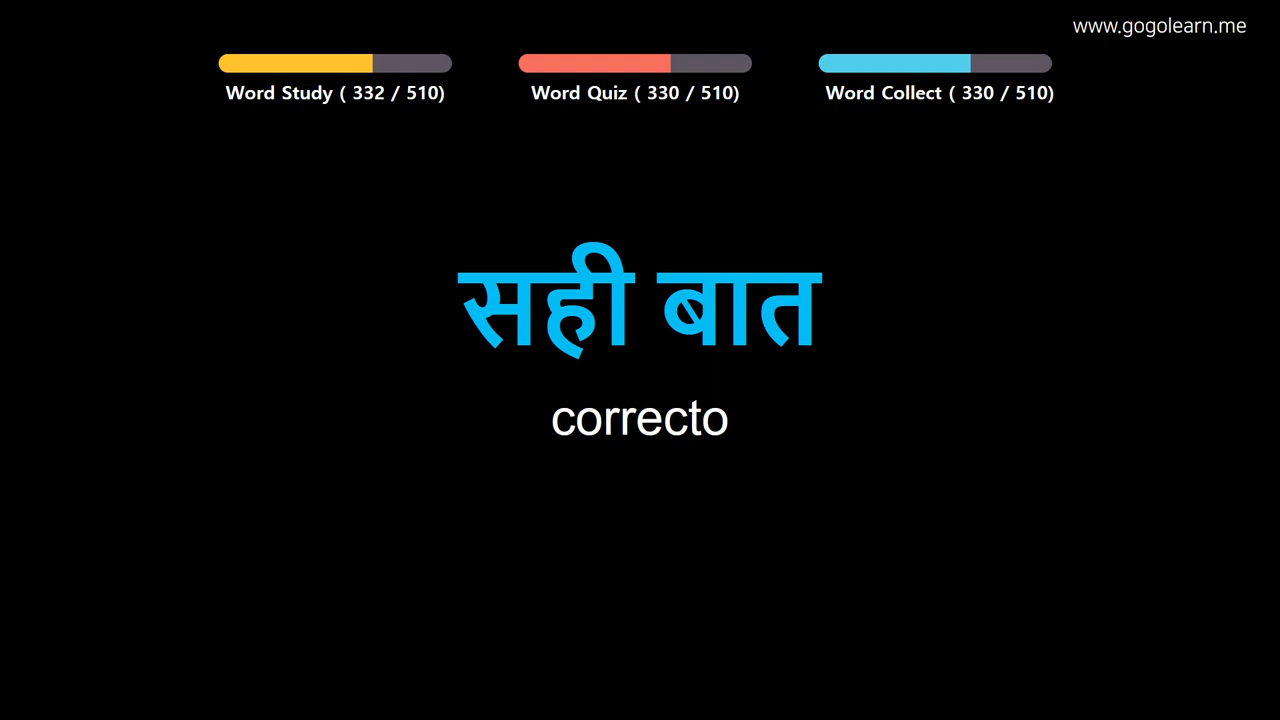 www.gogolearn.me
Word Study ( 332 / 510)
Word Quiz ( 330 / 510)
Word Collect ( 330 / 510)
सही बात
correcto